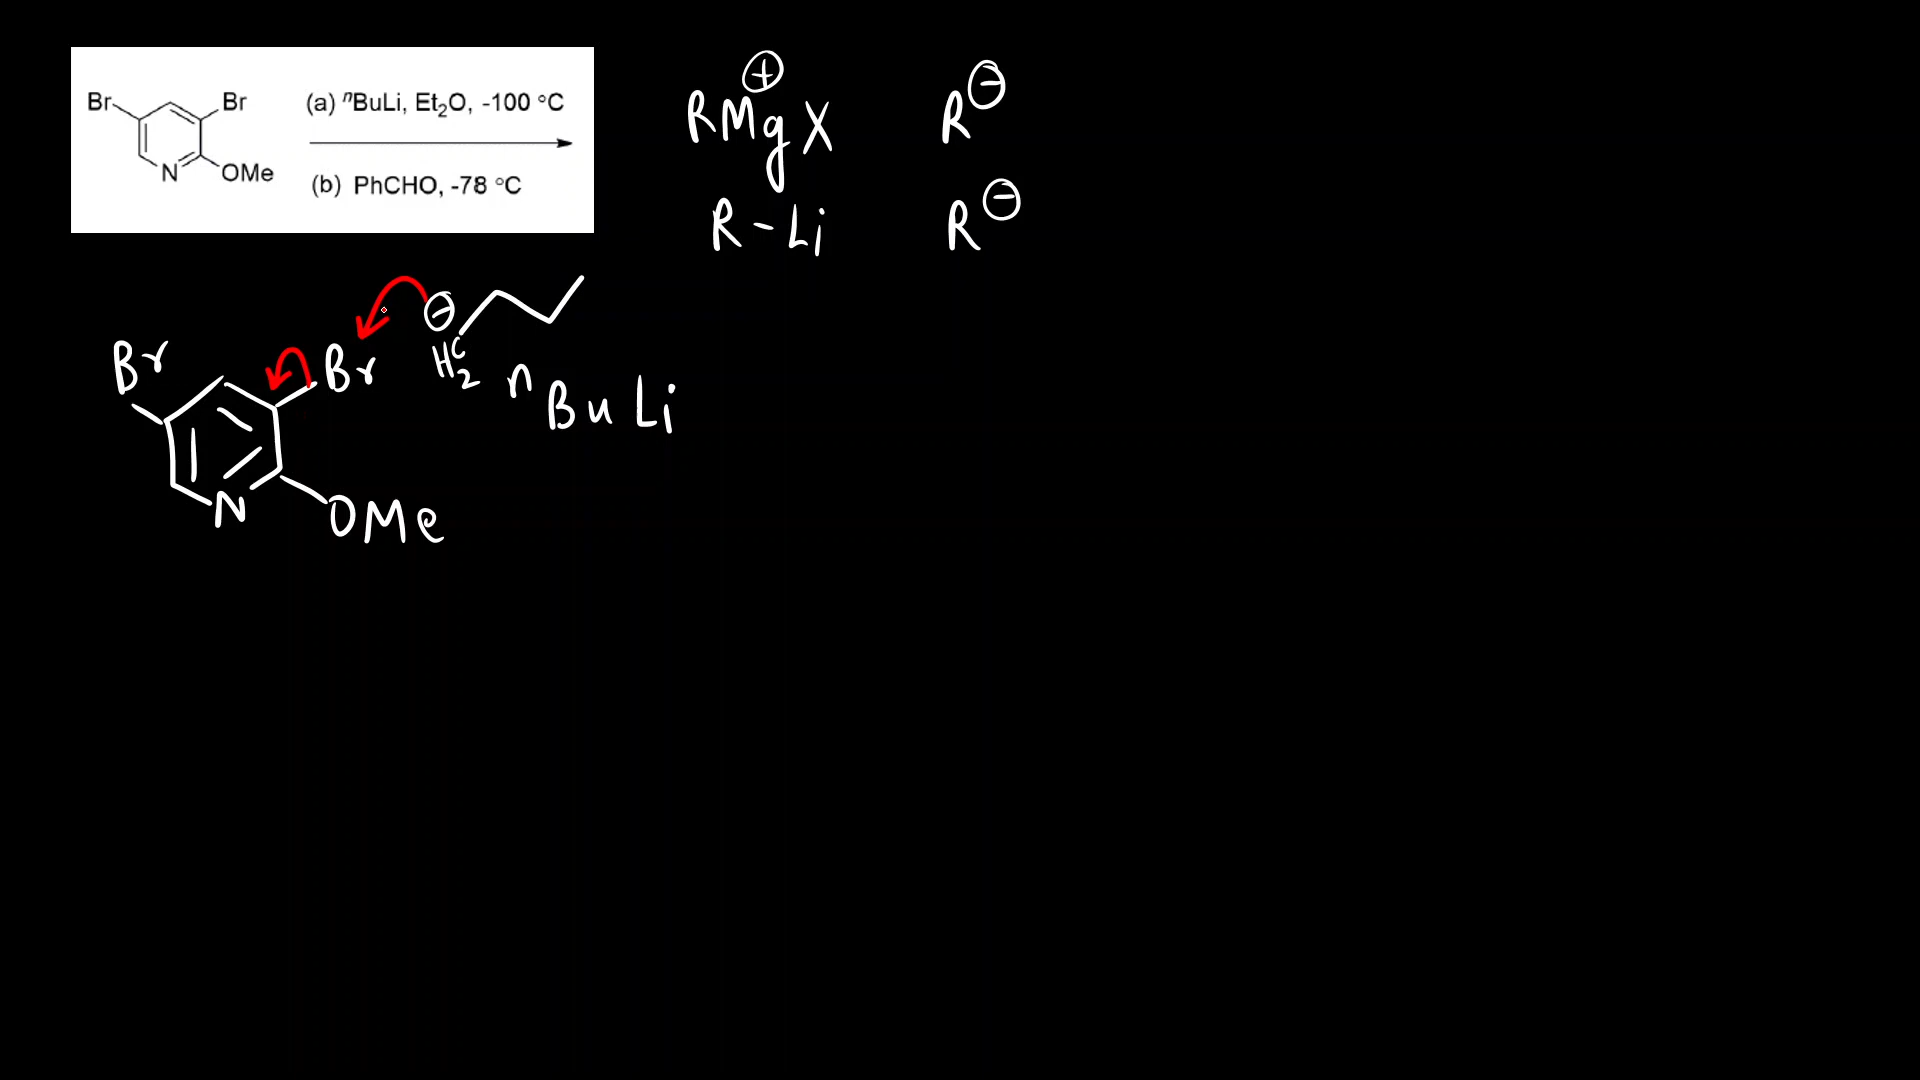 Br Br (a) ⁿBuLi, Et₂O, -100 °C
N OMe (b) PhCHO, -78 °C
RMgX ⊕ R⊖
R-Li R⊖
Br Br ⊖ H₂C ⁿBuLi
N OMe